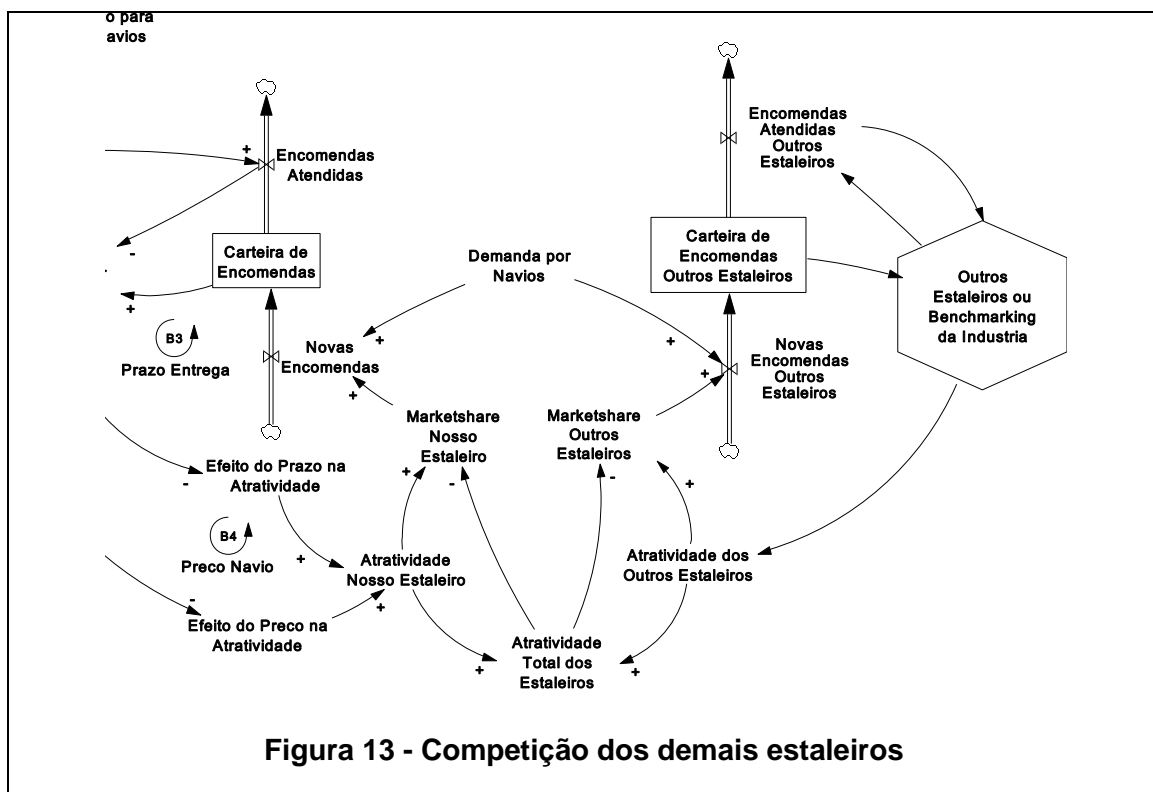 o para
avios
Encomendas
Atendidas
+
-
Carteira de
Encomendas
-
+
B3
Prazo Entrega
Novas
Encomendas
+
+
Demanda por
Navios
Encomendas
Atendidas
Outros
Estaleiros
Carteira de
Encomendas
Outros Estaleiros
Outros
Estaleiros ou
Benchmarking
da Industria
+
+
Novas
Encomendas
Outros
Estaleiros
Marketshare
Nosso
Estaleiro
+
-
Marketshare
Outros
Estaleiros
-
+
Efeito do Prazo na
Atratividade
-
B4
Preco Navio
+
Atratividade
Nosso Estaleiro
+
Atratividade dos
Outros Estaleiros
-
Efeito do Preco na
Atratividade
Atratividade
Total dos
Estaleiros
+
+
Figura 13 - Competição dos demais estaleiros